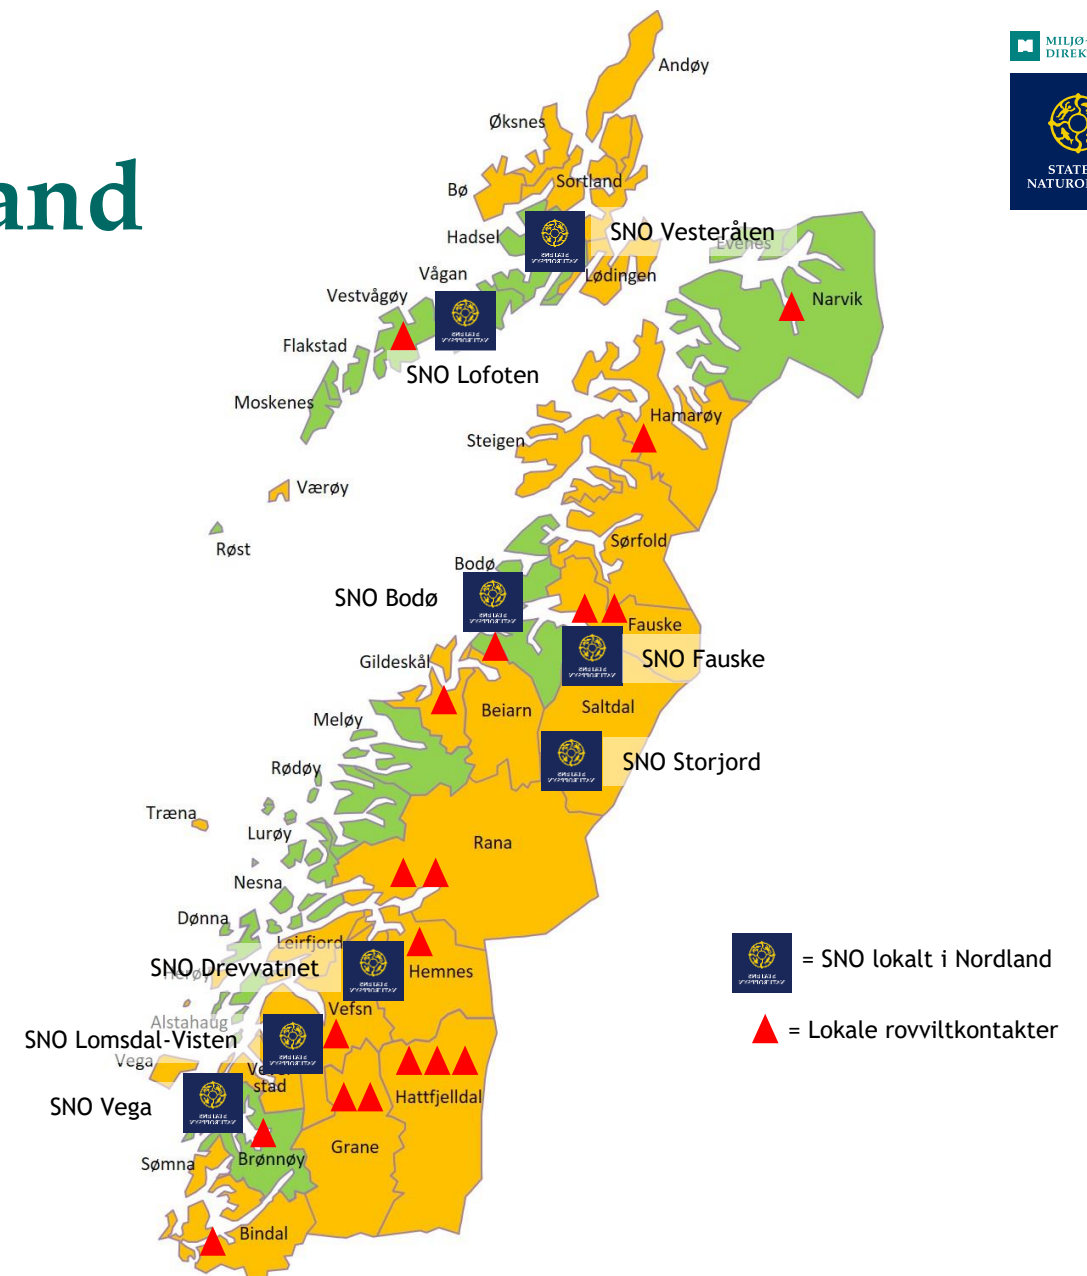 MILJØ-
DIREK
STATE
NATURO
and
Andøy
Øksnes
Sortland
Bø
Hadsel
SNO Vesterålen
Evenes
Lødingen
Vågan
Vestvågøy
Narvik
Flakstad
SNO Lofoten
Moskenes
Hamarøy
Steigen
Værøy
Røst
Sørfold
Bodø
SNO Bodø
Fauske
Gildeskål
SNO Fauske
Beiarn
Saltdal
Meløy
SNO Storjord
Rødøy
Træna
Lurøy
Rana
Nesna
Dønna
Leirfjord
SNO Drevvatnet
Herøy
Hemnes
= SNO lokalt i Nordland
Vefsn
Alstahaug
= Lokale rovviltkontakter
SNO Lomsdal-Visten
Vega
stad
Hattfjelldal
SNO Vega
Grane
Sømna
Brønnøy
Bindal